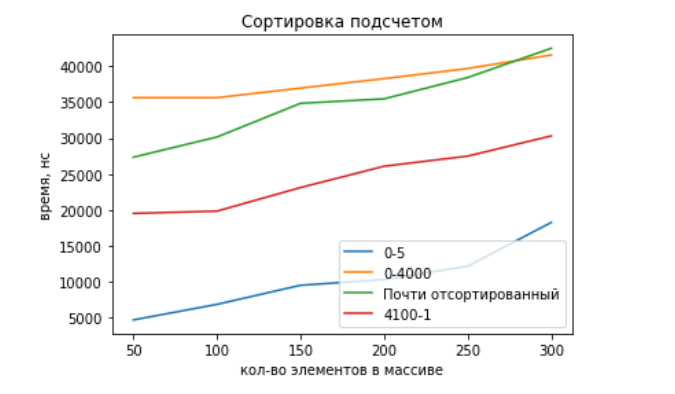 Сортировка подсчетом
время, нс
40000
35000
30000
25000
20000
15000
10000
5000
0-5
0-4000
Почти отсортированный
4100-1
50 100 150 200 250 300
кол-во элементов в массиве